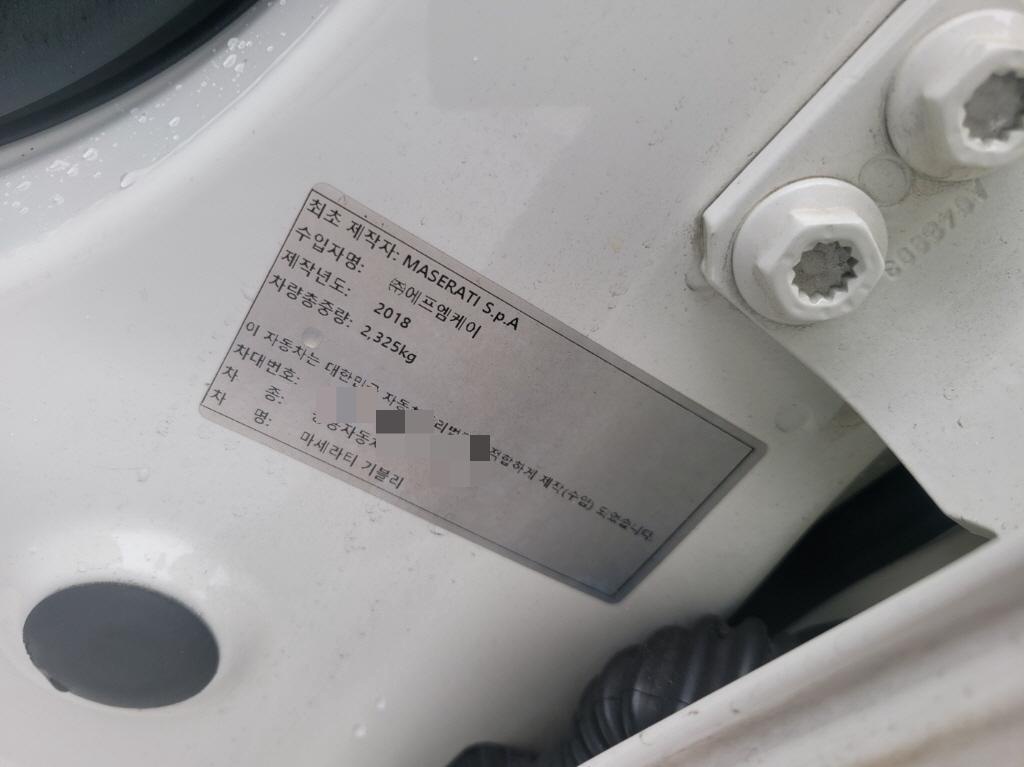 최초 제작자: MASERATI S.p.A
수입자명: ㈜에프엠케이
제작년도: 2018
차량총중량: 2,325kg
이 자동차는 대한민국 적합하게 제작(수입) 되었습니다.
차대번호:
차 종:
차 명: 마세라티 기블리